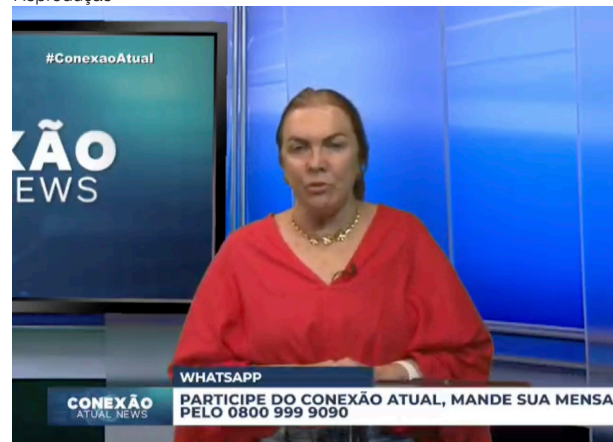 Reprodução
#ConexaoAtual
XÃO
EWS
WHATSAPP
CONEXÃO
ATUAL NEWS
PARTICIPE DO CONEXÃO ATUAL, MANDE SUA MENSA
PELO 0800 999 9090